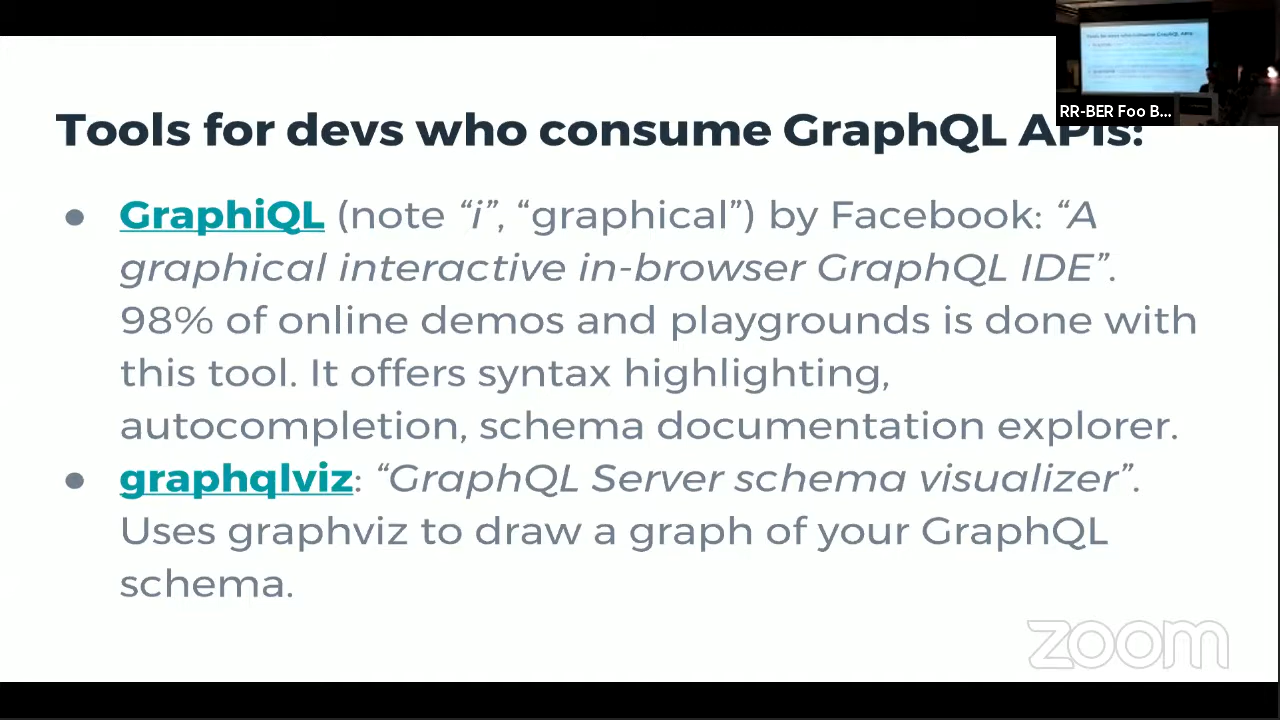 RR-BER Foo B...
Tools for devs who consume GraphQL APIs:
● GraphiQL (note “i”, “graphical”) by Facebook: “A
graphical interactive in-browser GraphQL IDE”.
98% of online demos and playgrounds is done with
this tool. It offers syntax highlighting,
autocompletion, schema documentation explorer.
● graphqlviz: “GraphQL Server schema visualizer”.
Uses graphviz to draw a graph of your GraphQL
schema.
zoom